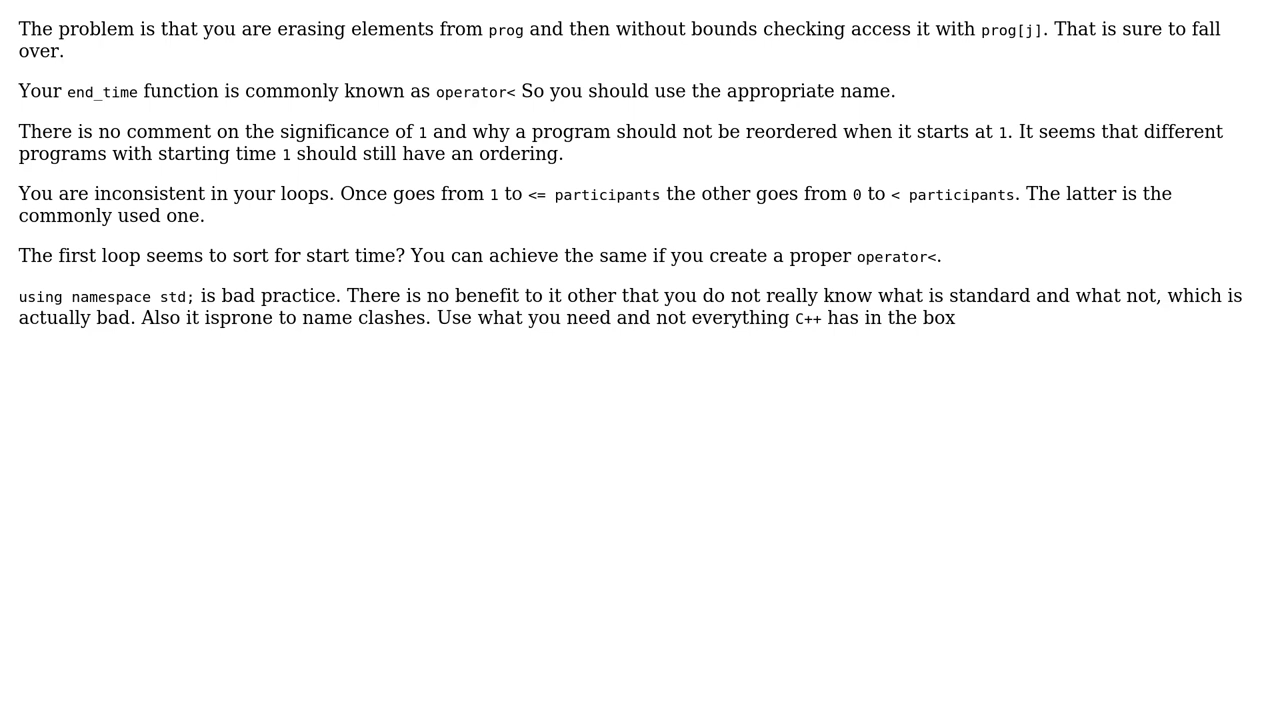 The problem is that you are erasing elements from prog and then without bounds checking access it with prog[j]. That is sure to fall
over.
Your end_time function is commonly known as operator< So you should use the appropriate name.
There is no comment on the significance of 1 and why a program should not be reordered when it starts at 1. It seems that different
programs with starting time 1 should still have an ordering.
You are inconsistent in your loops. Once goes from 1 to <= participants the other goes from 0 to < participants. The latter is the
commonly used one.
The first loop seems to sort for start time? You can achieve the same if you create a proper operator<.
using namespace std; is bad practice. There is no benefit to it other that you do not really know what is standard and what not, which is
actually bad. Also it isprone to name clashes. Use what you need and not everything C++ has in the box